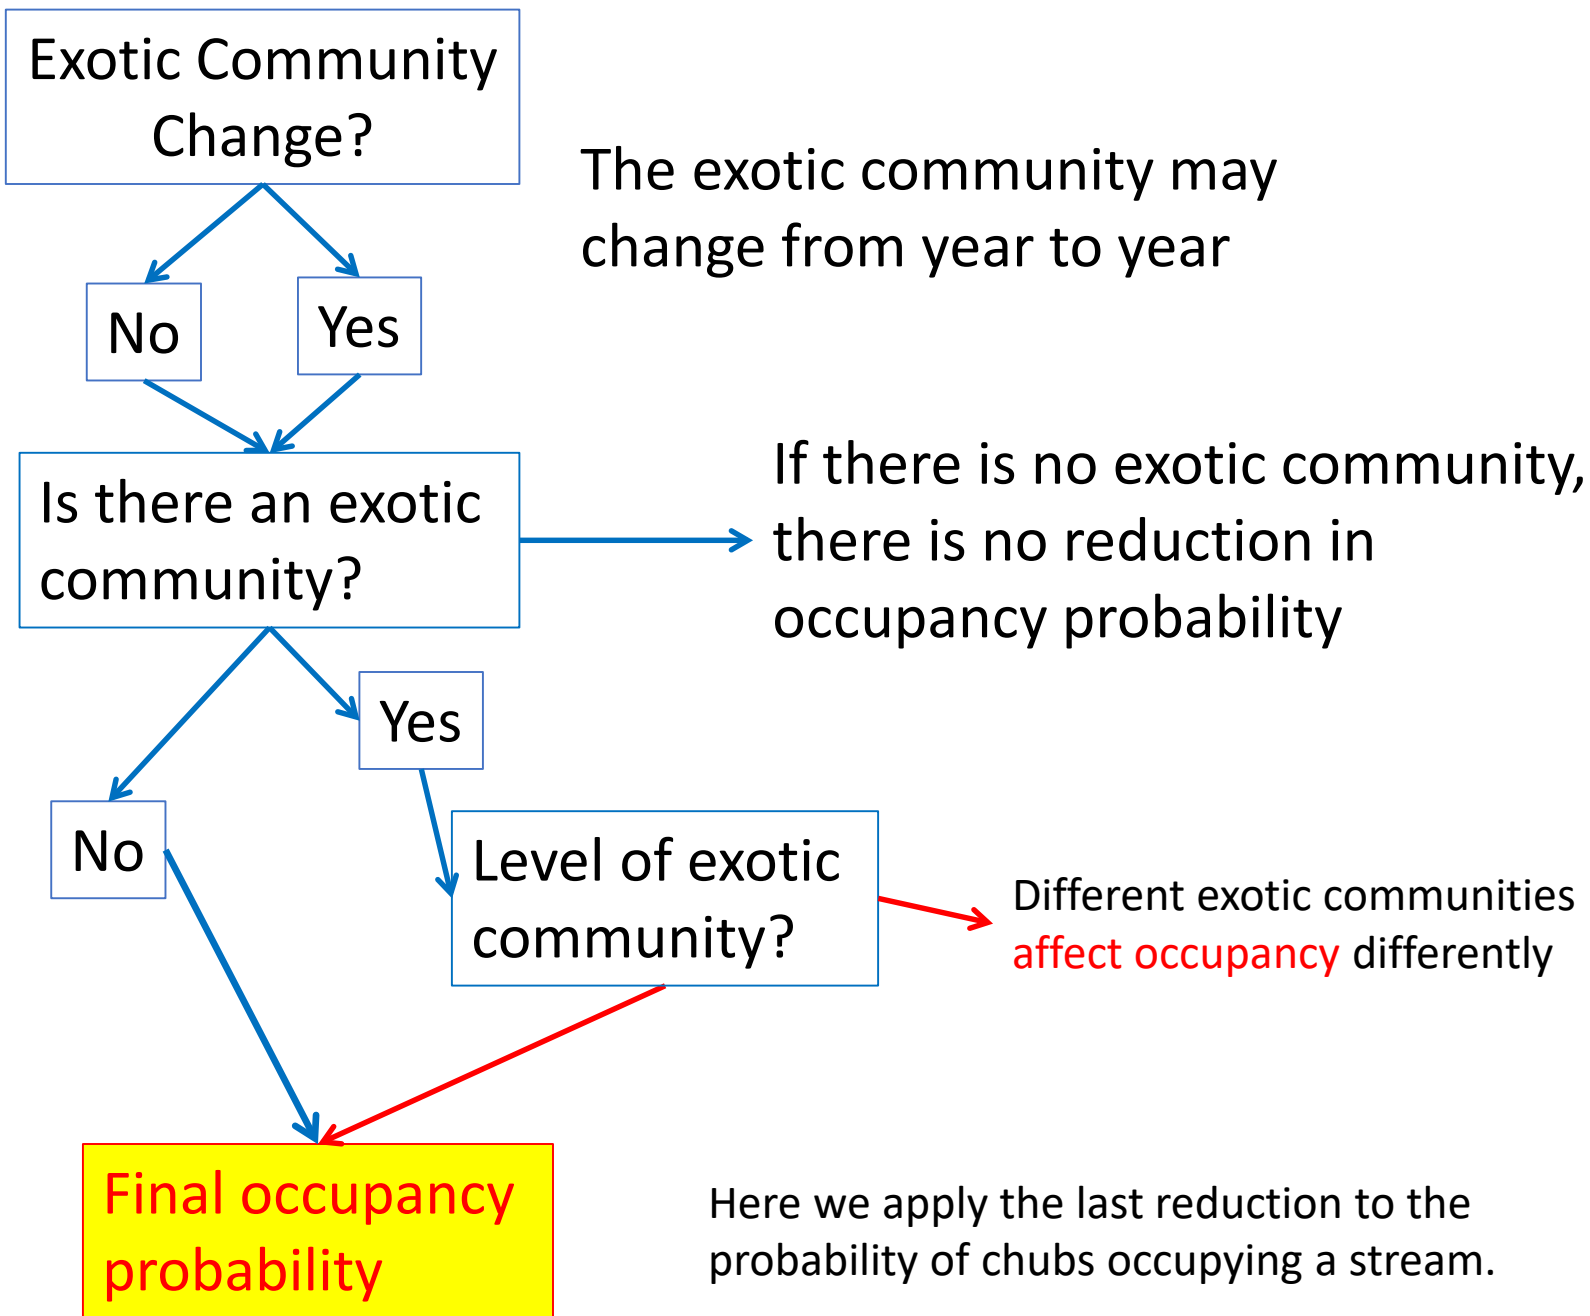 Exotic Community
Change?
The exotic community may
change from year to year
No
Yes
Is there an exotic
community?
If there is no exotic community,
there is no reduction in
occupancy probability
Yes
No
Level of exotic
community?
Different exotic communities
affect occupancy differently
Final occupancy
probability
Here we apply the last reduction to the
probability of chubs occupying a stream.